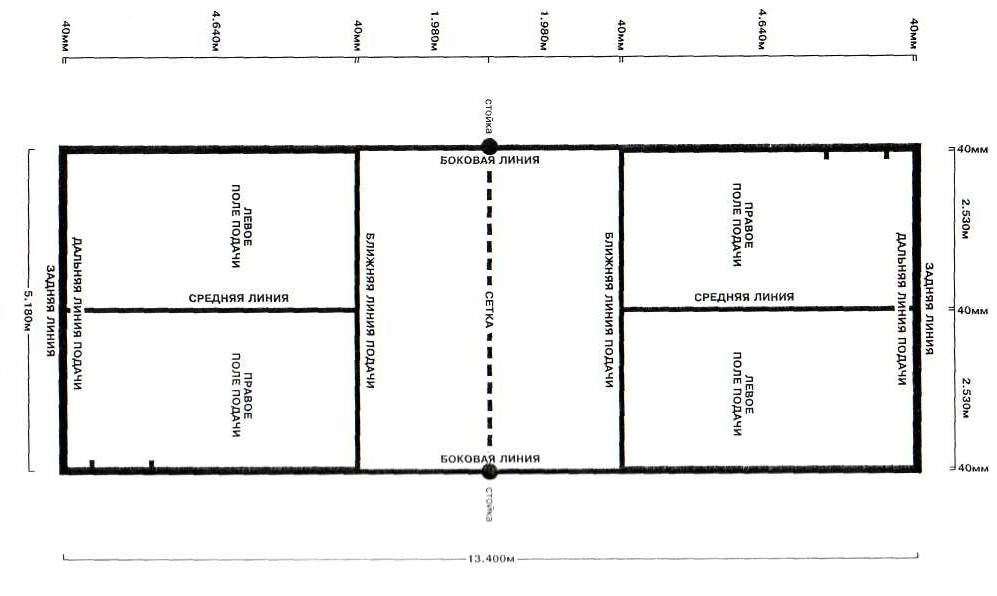 40мм
4.640м
40мм
1.980м
1.980м
40мм
4.640м
40мм
стойка
БОКОВАЯ ЛИНИЯ
40мм
ЛЕВОЕ
ПОЛЕ ПОДАЧИ
ПРАВОЕ
ПОЛЕ ПОДАЧИ
2.530м
ЗАДНЯЯ ЛИНИЯ
ДАЛЬНЯЯ ЛИНИЯ ПОДАЧИ
БЛИЖНЯЯ ЛИНИЯ ПОДАЧИ
СЕТКА
БЛИЖНЯЯ ЛИНИЯ ПОДАЧИ
ДАЛЬНЯЯ ЛИНИЯ ПОДАЧИ
ЗАДНЯЯ ЛИНИЯ
5.180м
СРЕДНЯЯ ЛИНИЯ
СРЕДНЯЯ ЛИНИЯ
40мм
ПРАВОЕ
ПОЛЕ ПОДАЧИ
ЛЕВОЕ
ПОЛЕ ПОДАЧИ
2.530м
БОКОВАЯ ЛИНИЯ
40мм
стойка
13.400м